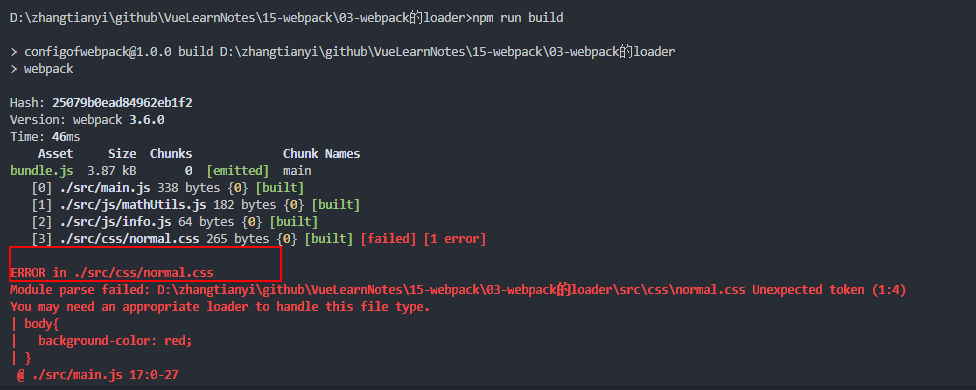 D:\zhangtianyi\github\VueLearnNotes\15-webpack\03-webpack的loader>npm run build
> configofwebpack@1.0.0 build D:\zhangtianyi\github\VueLearnNotes\15-webpack\03-webpack的loader
> webpack
Hash: 25079b0ead84962eb1f2
Version: webpack 3.6.0
Time: 46ms
Asset Size Chunks Chunk Names
bundle.js 3.87 kB 0 [emitted] main
[0] ./src/main.js 338 bytes {0} [built]
[1] ./src/js/mathUtils.js 182 bytes {0} [built]
[2] ./src/js/info.js 64 bytes {0} [built]
[3] ./src/css/normal.css 265 bytes {0} [built] [failed] [1 error]
ERROR in ./src/css/normal.css
Module parse failed: D:\zhangtianyi\github\VueLearnNotes\15-webpack\03-webpack的loader\src\css\normal.css Unexpected token (1:4)
You may need an appropriate loader to handle this file type.
| body{
|   background-color: red;
| }
@ ./src/main.js 17:0-27